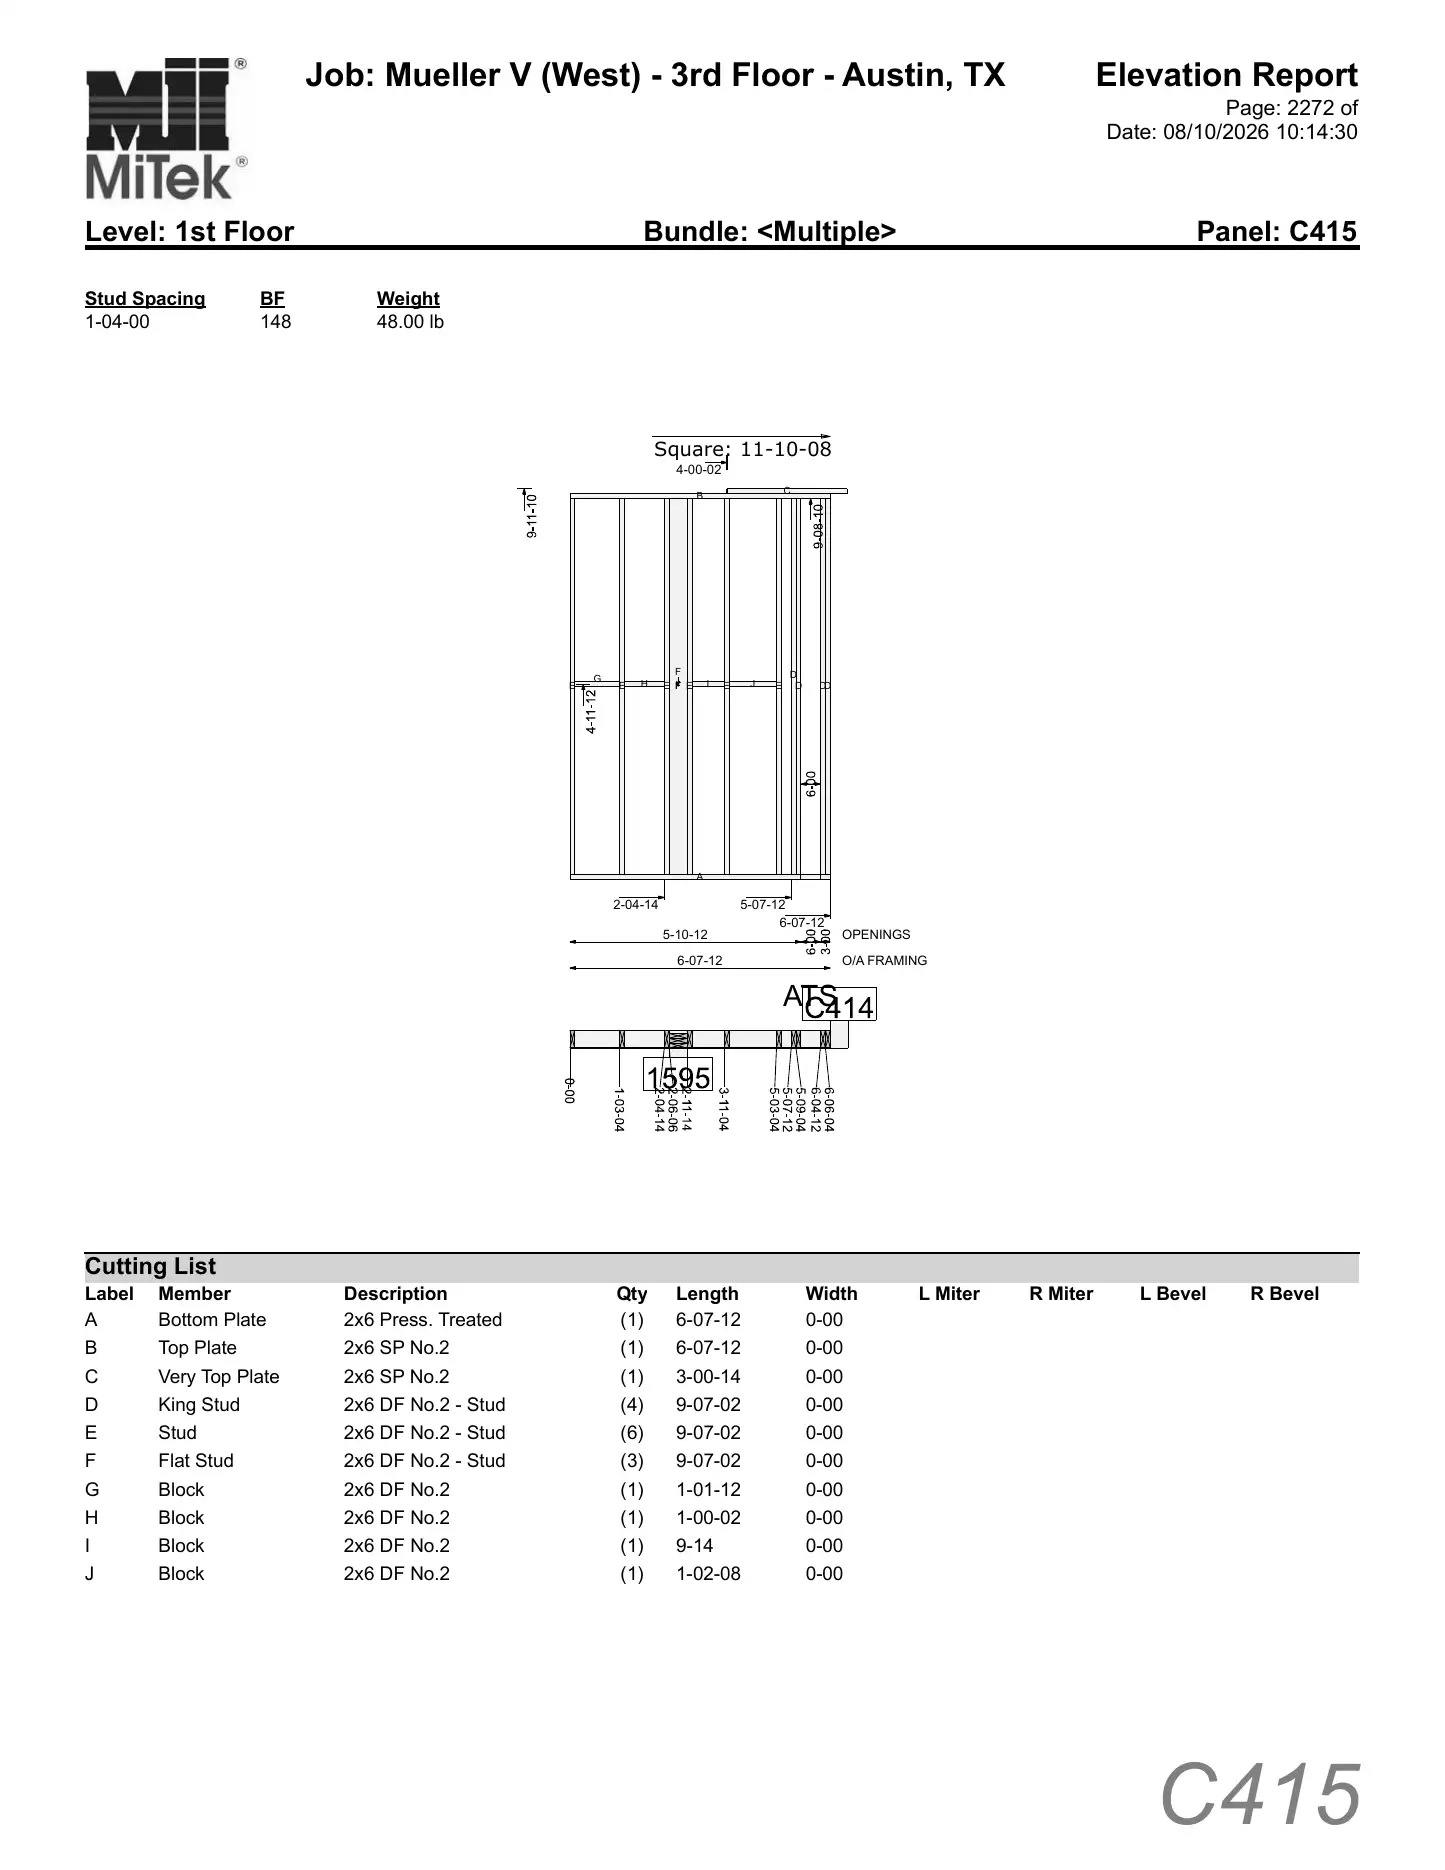 Job: Mueller V (West) - 3rd Floor - Austin, TX
Elevation Report
Page: 2272 of
Date: 08/10/2026 10:14:30
MiTek®
Level: 1st Floor Bundle: <Multiple> Panel: C415
Stud Spacing BF Weight
1-04-00 148 48.00 lb
Square: 11-10-08
4-00-02
C
B
9-11-10
9-08-10
F
D
G
H
I
J
4-11-12
6-00
A
2-04-14 5-07-12
6-07-12
5-10-12 6-00 3-00 OPENINGS
6-07-12 O/A FRAMING
ATS
C414
1595
0-00 1-03-04 2-04-14 2-06-06 2-11-14 3-11-04 5-03-04 5-07-12 5-09-04 6-04-12 6-06-04
Cutting List
Label Member Description Qty Length Width L Miter R Miter L Bevel R Bevel
A Bottom Plate 2x6 Press. Treated (1) 6-07-12 0-00
B Top Plate 2x6 SP No.2 (1) 6-07-12 0-00
C Very Top Plate 2x6 SP No.2 (1) 3-00-14 0-00
D King Stud 2x6 DF No.2 - Stud (4) 9-07-02 0-00
E Stud 2x6 DF No.2 - Stud (6) 9-07-02 0-00
F Flat Stud 2x6 DF No.2 - Stud (3) 9-07-02 0-00
G Block 2x6 DF No.2 (1) 1-01-12 0-00
H Block 2x6 DF No.2 (1) 1-00-02 0-00
I Block 2x6 DF No.2 (1) 9-14 0-00
J Block 2x6 DF No.2 (1) 1-02-08 0-00
C415